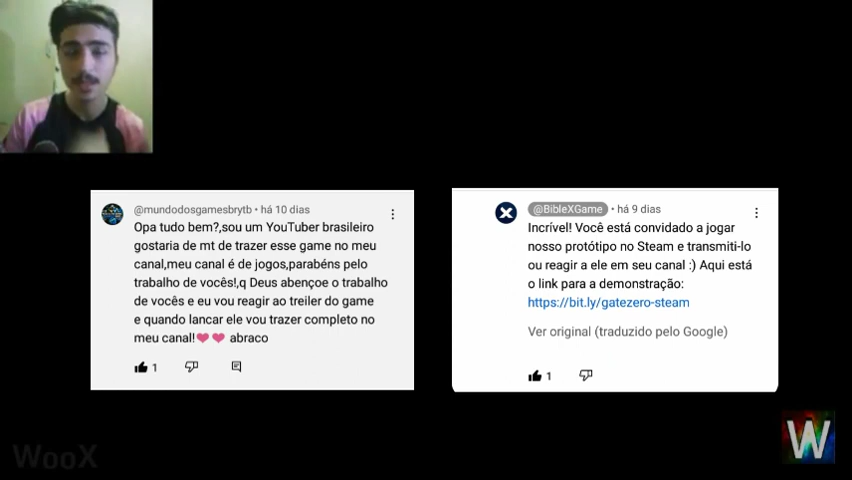 @mundodosgamesbrytb • há 10 dias
Opa tudo bem?,sou um YouTuber brasileiro
gostaria de mt de trazer esse game no meu
canal,meu canal é de jogos,parabéns pelo
trabalho de vocês!,q Deus abençoe o trabalho
de vocês e eu vou reagir ao treiler do game
e quando lancar ele vou trazer completo no
meu canal!❤❤ abraco
1
@BibleXGame • há 9 dias
Incrível! Você está convidado a jogar
nosso protótipo no Steam e transmiti-lo
ou reagir a ele em seu canal :) Aqui está
o link para a demonstração:
https://bit.ly/gatezero-steam
Ver original (traduzido pelo Google)
1
W
WooX